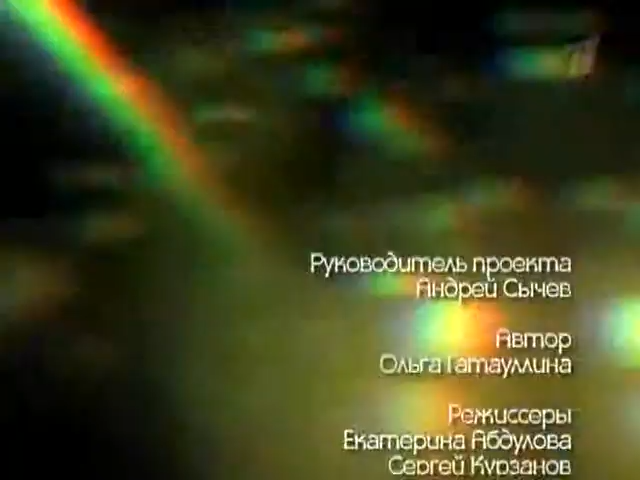 Руководитель проекта
Андрей Сычев
Автор
Ольга Гатауллина
Режиссеры
Екатерина Абдулова
Сергей Курзанов